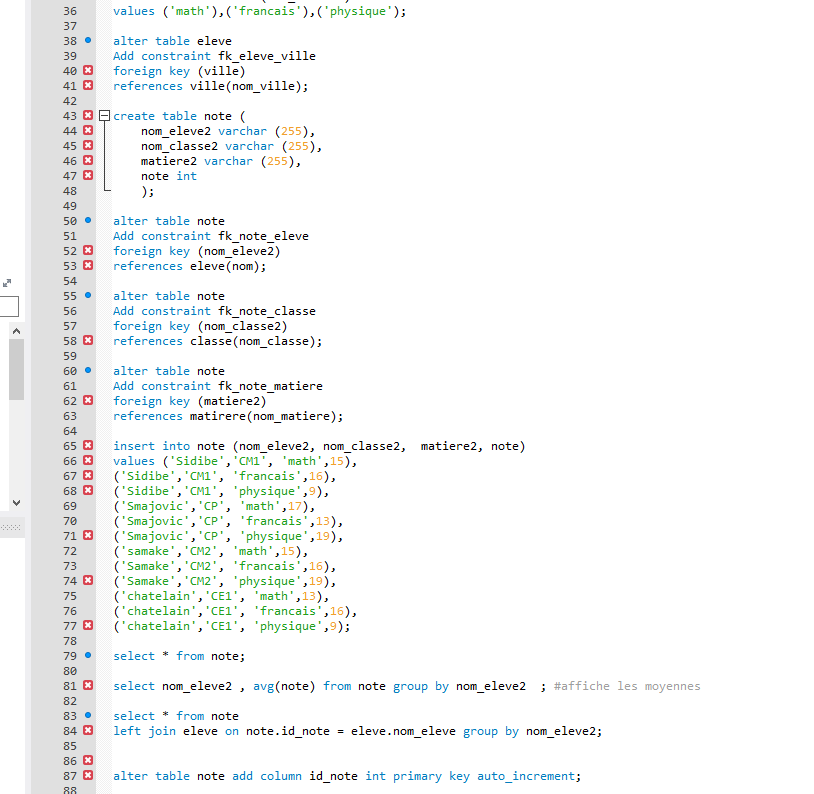 36 values ('math'),('francais'),('physique');
37
38 alter table eleve
39 Add constraint fk_eleve_ville
40 foreign key (ville)
41 references ville(nom_ville);
42
43 create table note (
44 nom_eleve2 varchar (255),
45 nom_classe2 varchar (255),
46 matiere2 varchar (255),
47 note int
48 );
49
50 alter table note
51 Add constraint fk_note_eleve
52 foreign key (nom_eleve2)
53 references eleve(nom);
54
55 alter table note
56 Add constraint fk_note_classe
57 foreign key (nom_classe2)
58 references classe(nom_classe);
59
60 alter table note
61 Add constraint fk_note_matiere
62 foreign key (matiere2)
63 references matirere(nom_matiere);
64
65 insert into note (nom_eleve2, nom_classe2,  matiere2, note)
66 values ('Sidibe','CM1', 'math',15),
67 ('Sidibe','CM1', 'francais',16),
68 ('Sidibe','CM1', 'physique',9),
69 ('Smajovic','CP', 'math',17),
70 ('Smajovic','CP', 'francais',13),
71 ('Smajovic','CP', 'physique',19),
72 ('samake','CM2', 'math',15),
73 ('Samake','CM2', 'francais',16),
74 ('Samake','CM2', 'physique',19),
75 ('chatelain','CE1', 'math',13),
76 ('chatelain','CE1', 'francais',16),
77 ('chatelain','CE1', 'physique',9);
78
79 select * from note;
80
81 select nom_eleve2 , avg(note) from note group by nom_eleve2  ; #affiche les moyennes
82
83 select * from note
84 left join eleve on note.id_note = eleve.nom_eleve group by nom_eleve2;
85
86
87 alter table note add column id_note int primary key auto_increment;
88